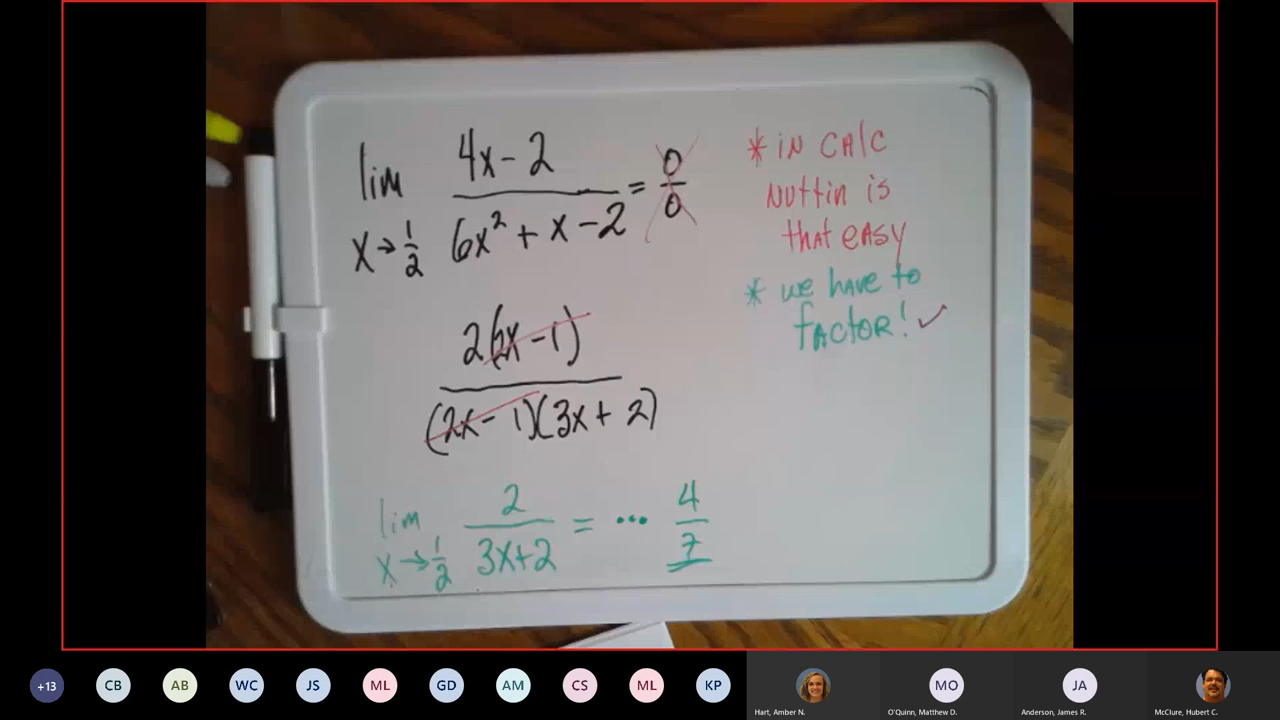 lim 4x - 2 / 6x² + x - 2 = 0/0
x → 1/2
2(2x - 1)
(2x - 1)(3x + 2)
lim 2 / 3x+2 = ... 4/7
x → 1/2
* iN CAlC
NUttin is
that eASy
* we have to
fACtOR! ✓
+13
CB
AB
WC
JS
ML
GD
AM
CS
ML
KP
Hart, Amber N.
MO
O'Quinn, Matthew D.
JA
Anderson, James R.
McClure, Hubert C.